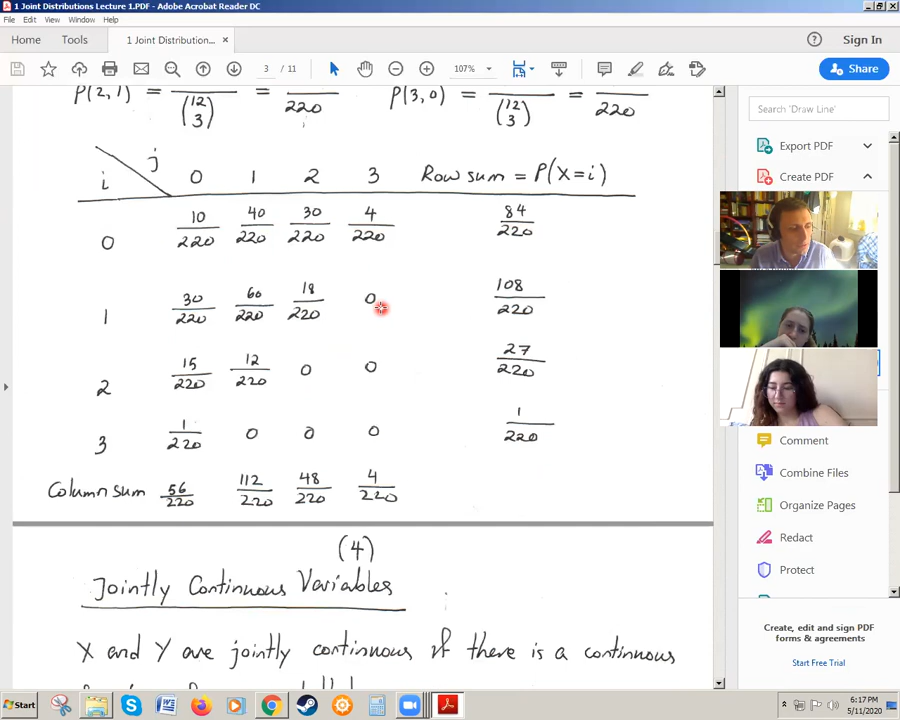 1 Joint Distributions Lecture 1.PDF - Adobe Acrobat Reader DC
File Edit View Window Help
Home Tools 1 Joint Distribution... × Sign In
3 / 11 107% Share
P(2, 1) = / (12 3) = / 220 P(3, 0) = / (12 3) = / 220
i j 0 1 2 3 Row sum = P(X=i)
0 10/220 40/220 30/220 4/220 84/220
1 30/220 60/220 18/220 0 108/220
2 15/220 12/220 0 0 27/220
3 1/220 0 0 0 1/220
Column sum 56/220 112/220 48/220 4/220
(4)
Jointly Continuous Variables
X and Y are jointly continuous if there is a continuous
Search 'Draw Line'
Export PDF
Create PDF
Comment
Combine Files
Organize Pages
Redact
Protect
Convert, edit and sign PDF
forms & agreements
Start Free Trial
Start
6:17 PM
5/11/2020